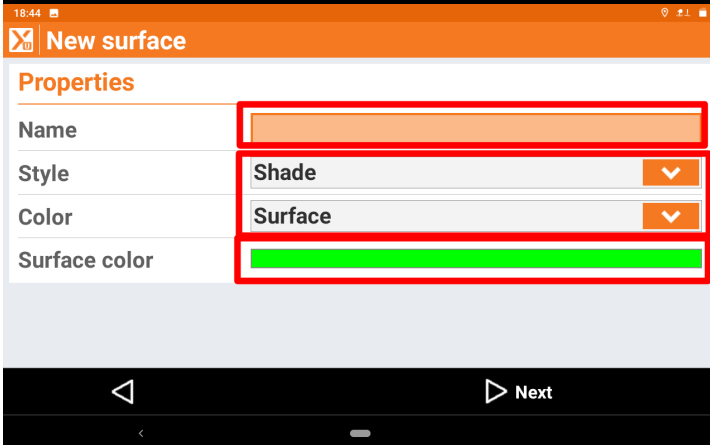 18:44
New surface
Properties
Name
Style Shade
Color Surface
Surface color
Next